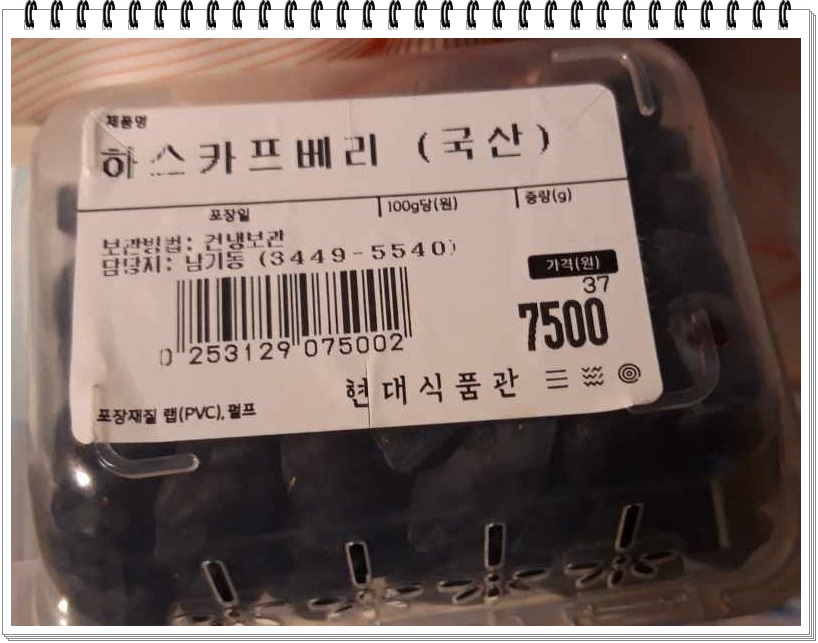 제품명
하스카프베리 (국산)
포장일 100g당(원) 중량(g)
보관방법: 건냉보관
담당자: 남기동 (3449-5540)
가격(원)
37
7500
0 253129 075002
현대식품관
포장재질 랩(PVC), 펄프